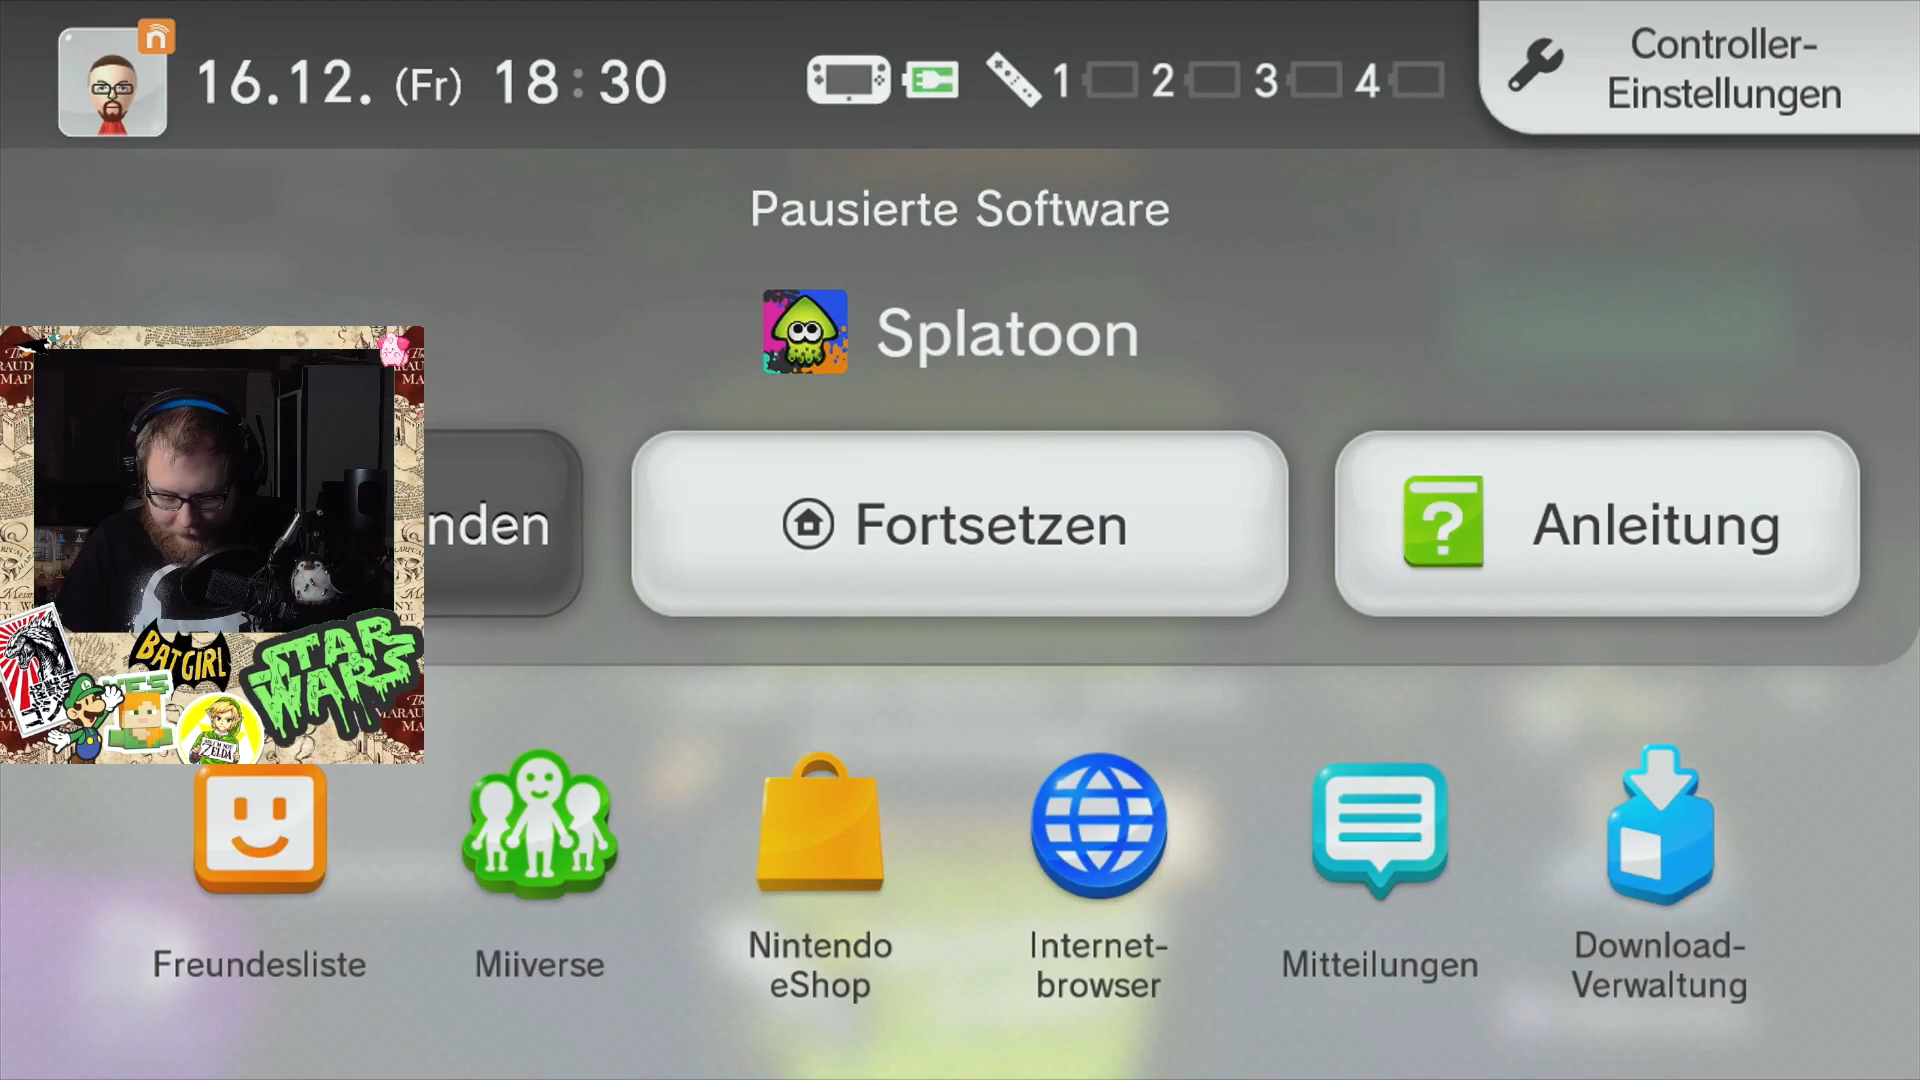 16.12. (Fr) 18:30
1 2 3 4
Controller-
Einstellungen
Pausierte Software
Splatoon
nden
Fortsetzen
Anleitung
BATGIRL
STAR
WARS
ZELDA
Freundesliste
Miiverse
Nintendo
eShop
Internet-
browser
Mitteilungen
Download-
Verwaltung